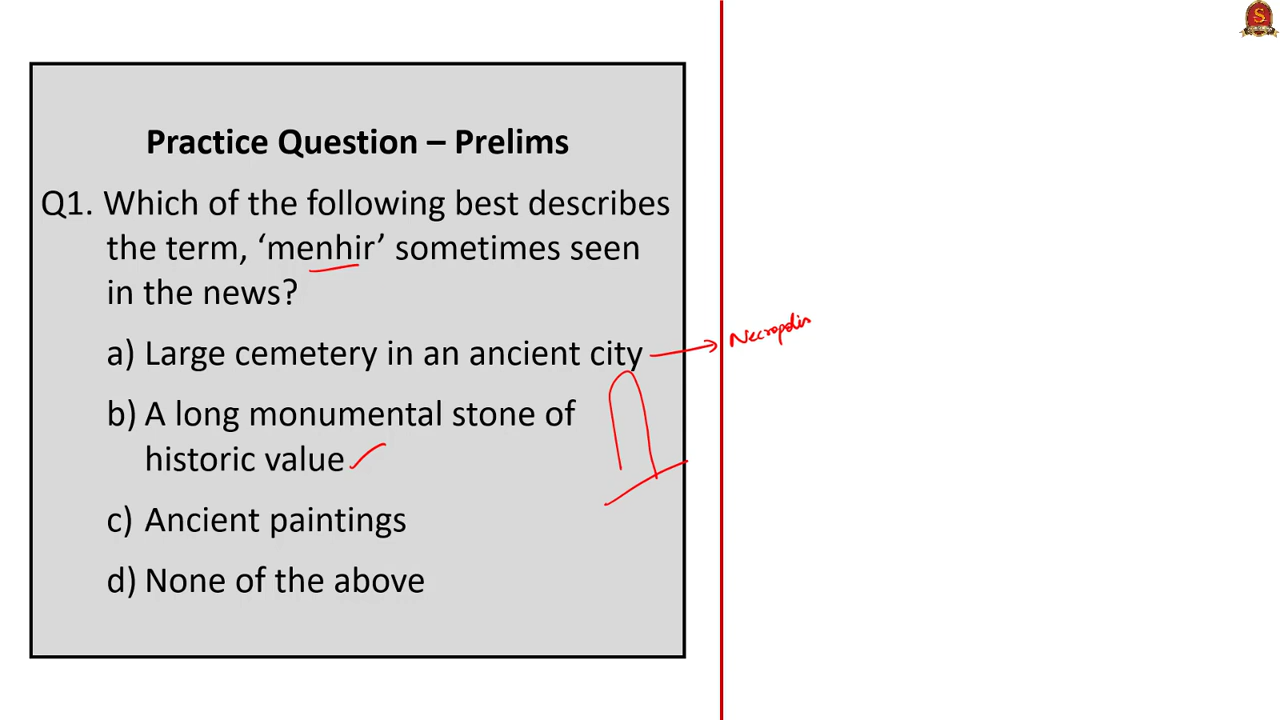 Practice Question – Prelims
Q1. Which of the following best describes
the term, ‘menhir’ sometimes seen
in the news?
a) Large cemetery in an ancient city
Necropolis
b) A long monumental stone of
historic value
c) Ancient paintings
d) None of the above
S